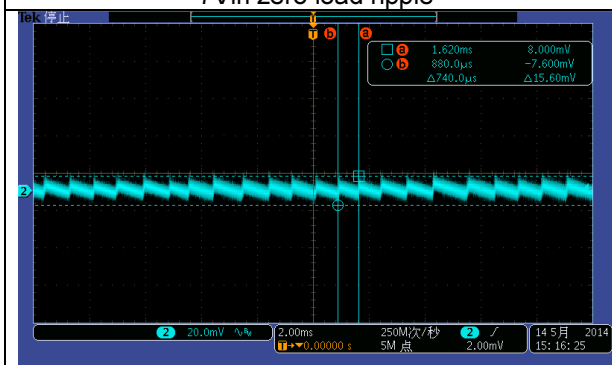 7Vin zero load ripple
Tek 停止
T b a
a 1.620ms 8.000mV
b 880.0µs -7.600mV
△740.0µs △15.60mV
2
2 20.0mV
2.00ms
T→▼0.00000 s
250M次/秒
5M 点
2
2.00mV
14 5月 2014
15:16:25